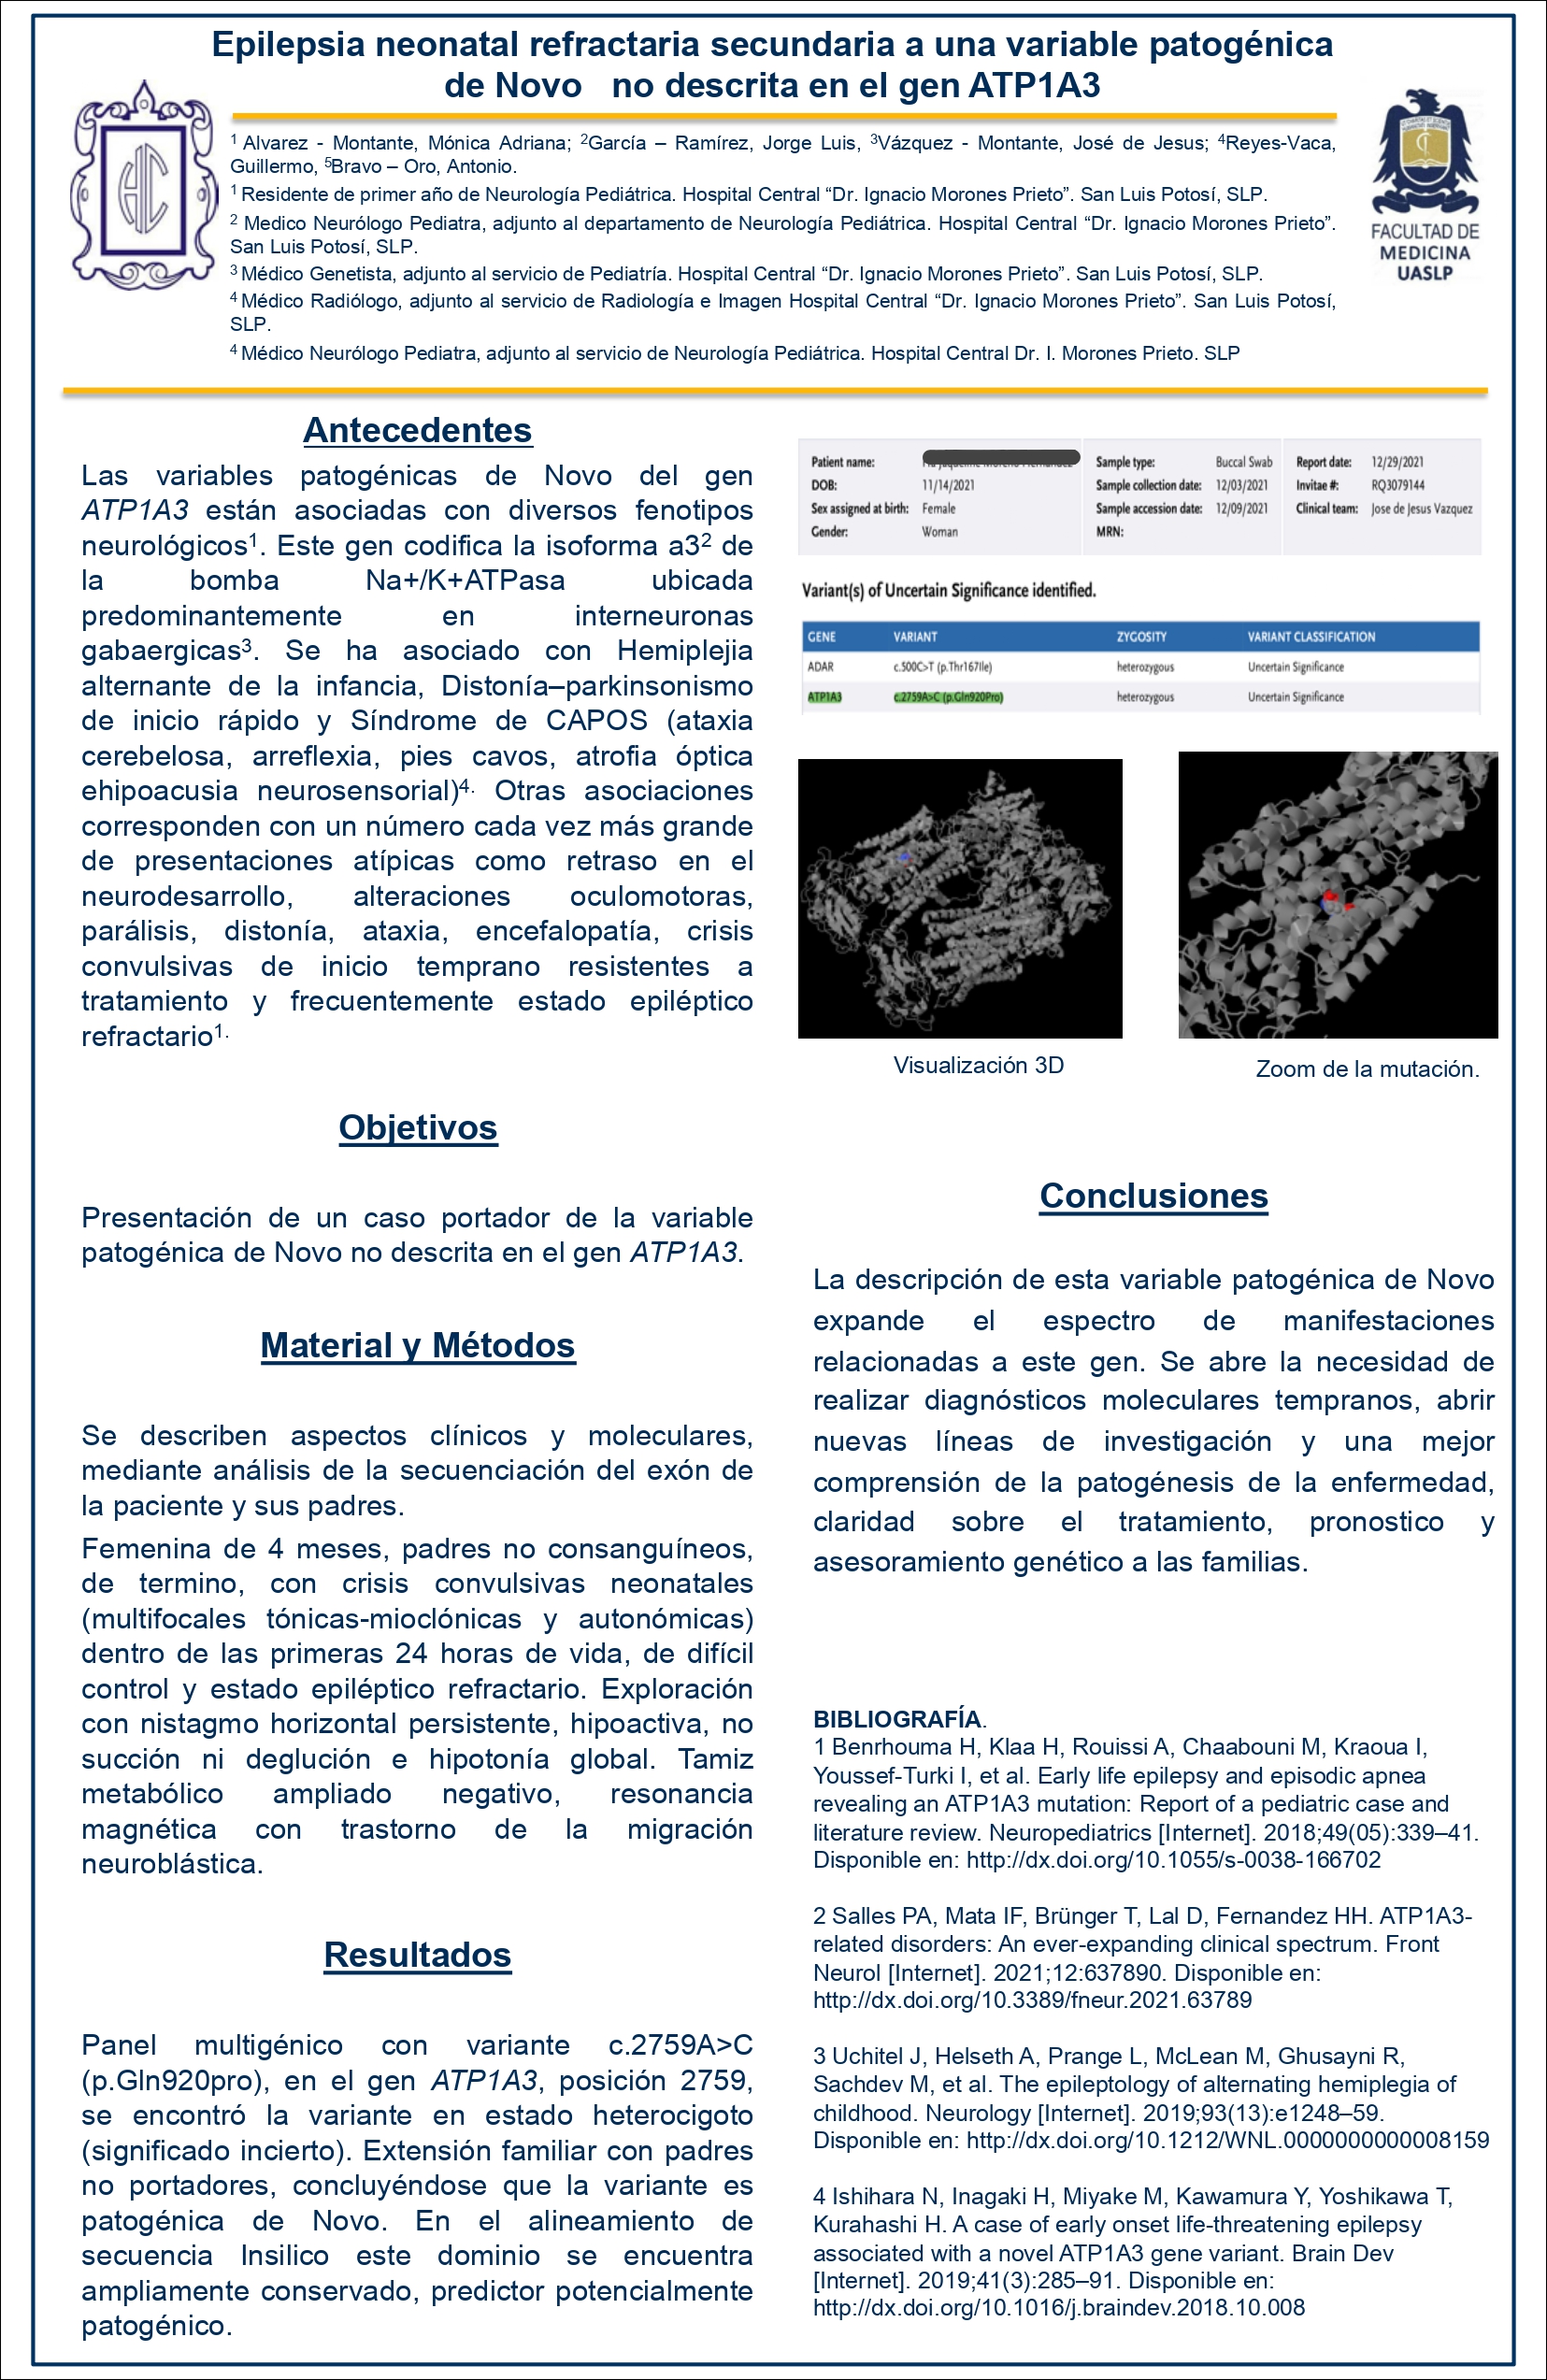 Epilepsia neonatal refractaria secundaria a una variable patogénica
de Novo no descrita en el gen ATP1A3
1 Alvarez - Montante, Mónica Adriana; 2García – Ramírez, Jorge Luis, 3Vázquez - Montante, José de Jesus; 4Reyes-Vaca,
Guillermo, 5Bravo – Oro, Antonio.
1 Residente de primer año de Neurología Pediátrica. Hospital Central “Dr. Ignacio Morones Prieto”. San Luis Potosí, SLP.
2 Medico Neurólogo Pediatra, adjunto al departamento de Neurología Pediátrica. Hospital Central “Dr. Ignacio Morones Prieto”.
San Luis Potosí, SLP.
3 Médico Genetista, adjunto al servicio de Pediatría. Hospital Central “Dr. Ignacio Morones Prieto”. San Luis Potosí, SLP.
4 Médico Radiólogo, adjunto al servicio de Radiología e Imagen Hospital Central “Dr. Ignacio Morones Prieto”. San Luis Potosí,
SLP.
4 Médico Neurólogo Pediatra, adjunto al servicio de Neurología Pediátrica. Hospital Central Dr. I. Morones Prieto. SLP
FACULTAD DE
MEDICINA
UASLP
Antecedentes
Las variables patogénicas de Novo del gen
ATP1A3 están asociadas con diversos fenotipos
neurológicos1. Este gen codifica la isoforma a32 de
la bomba Na+/K+ATPasa ubicada
predominantemente en interneuronas
gabaergicas3. Se ha asociado con Hemiplejia
alternante de la infancia, Distonía–parkinsonismo
de inicio rápido y Síndrome de CAPOS (ataxia
cerebelosa, arreflexia, pies cavos, atrofia óptica
ehipoacusia neurosensorial)4. Otras asociaciones
corresponden con un número cada vez más grande
de presentaciones atípicas como retraso en el
neurodesarrollo, alteraciones oculomotoras,
parálisis, distonía, ataxia, encefalopatía, crisis
convulsivas de inicio temprano resistentes a
tratamiento y frecuentemente estado epiléptico
refractario1.
Objetivos
Presentación de un caso portador de la variable
patogénica de Novo no descrita en el gen ATP1A3.
Material y Métodos
Se describen aspectos clínicos y moleculares,
mediante análisis de la secuenciación del exón de
la paciente y sus padres.
Femenina de 4 meses, padres no consanguíneos,
de termino, con crisis convulsivas neonatales
(multifocales tónicas-mioclónicas y autonómicas)
dentro de las primeras 24 horas de vida, de difícil
control y estado epiléptico refractario. Exploración
con nistagmo horizontal persistente, hipoactiva, no
succión ni deglución e hipotonía global. Tamiz
metabólico ampliado negativo, resonancia
magnética con trastorno de la migración
neuroblástica.
Resultados
Panel multigénico con variante c.2759A>C
(p.Gln920pro), en el gen ATP1A3, posición 2759,
se encontró la variante en estado heterocigoto
(significado incierto). Extensión familiar con padres
no portadores, concluyéndose que la variante es
patogénica de Novo. En el alineamiento de
secuencia Insilico este dominio se encuentra
ampliamente conservado, predictor potencialmente
patogénico.
Patient name: Sample type: Buccal Swab Report date: 12/29/2021
DOB: 11/14/2021 Sample collection date: 12/03/2021 Invitae #: RQ3079144
Sex assigned at birth: Female Sample accession date: 12/09/2021 Clinical team: Jose de Jesus Vazquez
Gender: Woman MRN:
Variant(s) of Uncertain Significance identified.
GENE VARIANT ZYGOSITY VARIANT CLASSIFICATION
ADAR c.500C>T (p.Thr167Ile) heterozygous Uncertain Significance
ATP1A3 c.2759A>C (p.Gln920Pro) heterozygous Uncertain Significance
Visualización 3D
Zoom de la mutación.
Conclusiones
La descripción de esta variable patogénica de Novo
expande el espectro de manifestaciones
relacionadas a este gen. Se abre la necesidad de
realizar diagnósticos moleculares tempranos, abrir
nuevas líneas de investigación y una mejor
comprensión de la patogénesis de la enfermedad,
claridad sobre el tratamiento, pronostico y
asesoramiento genético a las familias.
BIBLIOGRAFÍA.
1 Benrhouma H, Klaa H, Rouissi A, Chaabouni M, Kraoua I,
Youssef-Turki I, et al. Early life epilepsy and episodic apnea
revealing an ATP1A3 mutation: Report of a pediatric case and
literature review. Neuropediatrics [Internet]. 2018;49(05):339–41.
Disponible en: http://dx.doi.org/10.1055/s-0038-166702
2 Salles PA, Mata IF, Brünger T, Lal D, Fernandez HH. ATP1A3-
related disorders: An ever-expanding clinical spectrum. Front
Neurol [Internet]. 2021;12:637890. Disponible en:
http://dx.doi.org/10.3389/fneur.2021.63789
3 Uchitel J, Helseth A, Prange L, McLean M, Ghusayni R,
Sachdev M, et al. The epileptology of alternating hemiplegia of
childhood. Neurology [Internet]. 2019;93(13):e1248–59.
Disponible en: http://dx.doi.org/10.1212/WNL.0000000000008159
4 Ishihara N, Inagaki H, Miyake M, Kawamura Y, Yoshikawa T,
Kurahashi H. A case of early onset life-threatening epilepsy
associated with a novel ATP1A3 gene variant. Brain Dev
[Internet]. 2019;41(3):285–91. Disponible en:
http://dx.doi.org/10.1016/j.braindev.2018.10.008